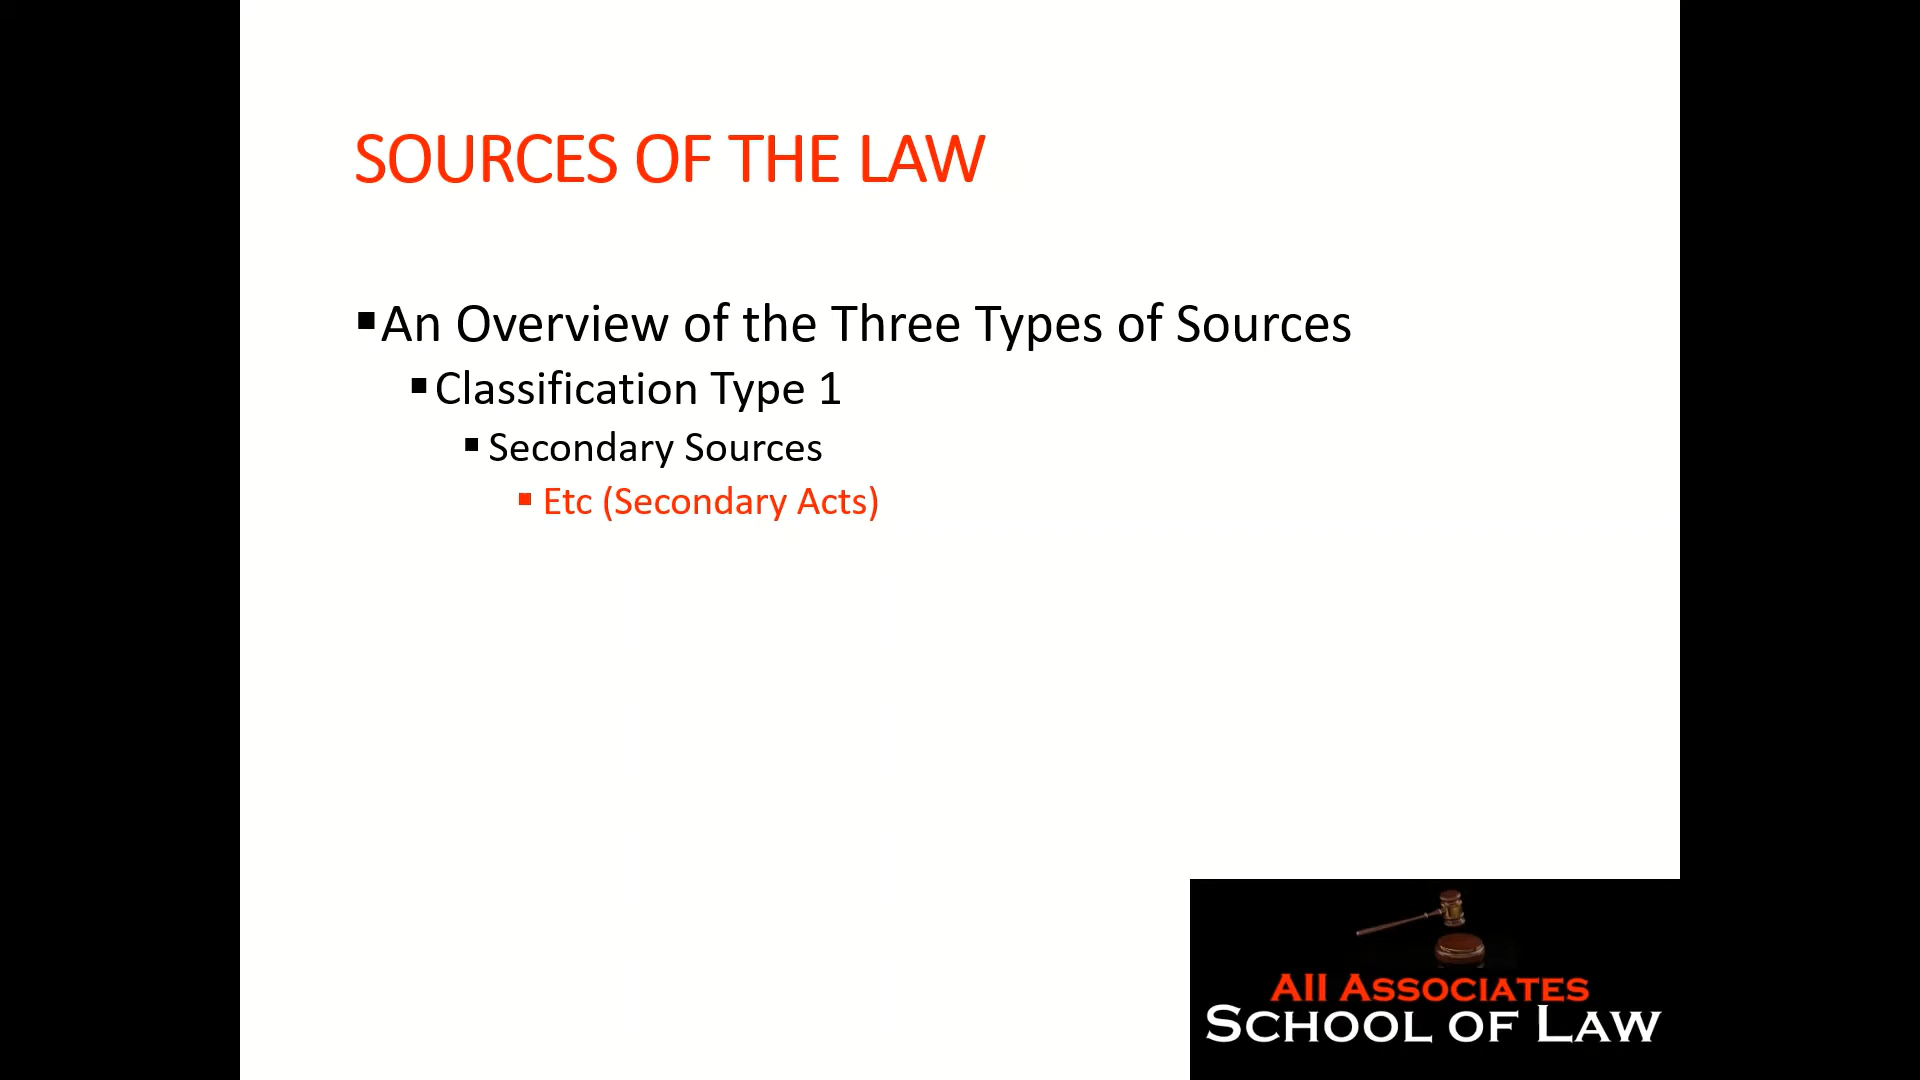 SOURCES OF THE LAW
▪An Overview of the Three Types of Sources
▪Classification Type 1
▪Secondary Sources
▪Etc (Secondary Acts)
All ASSOCIATES
SCHOOL OF LAW